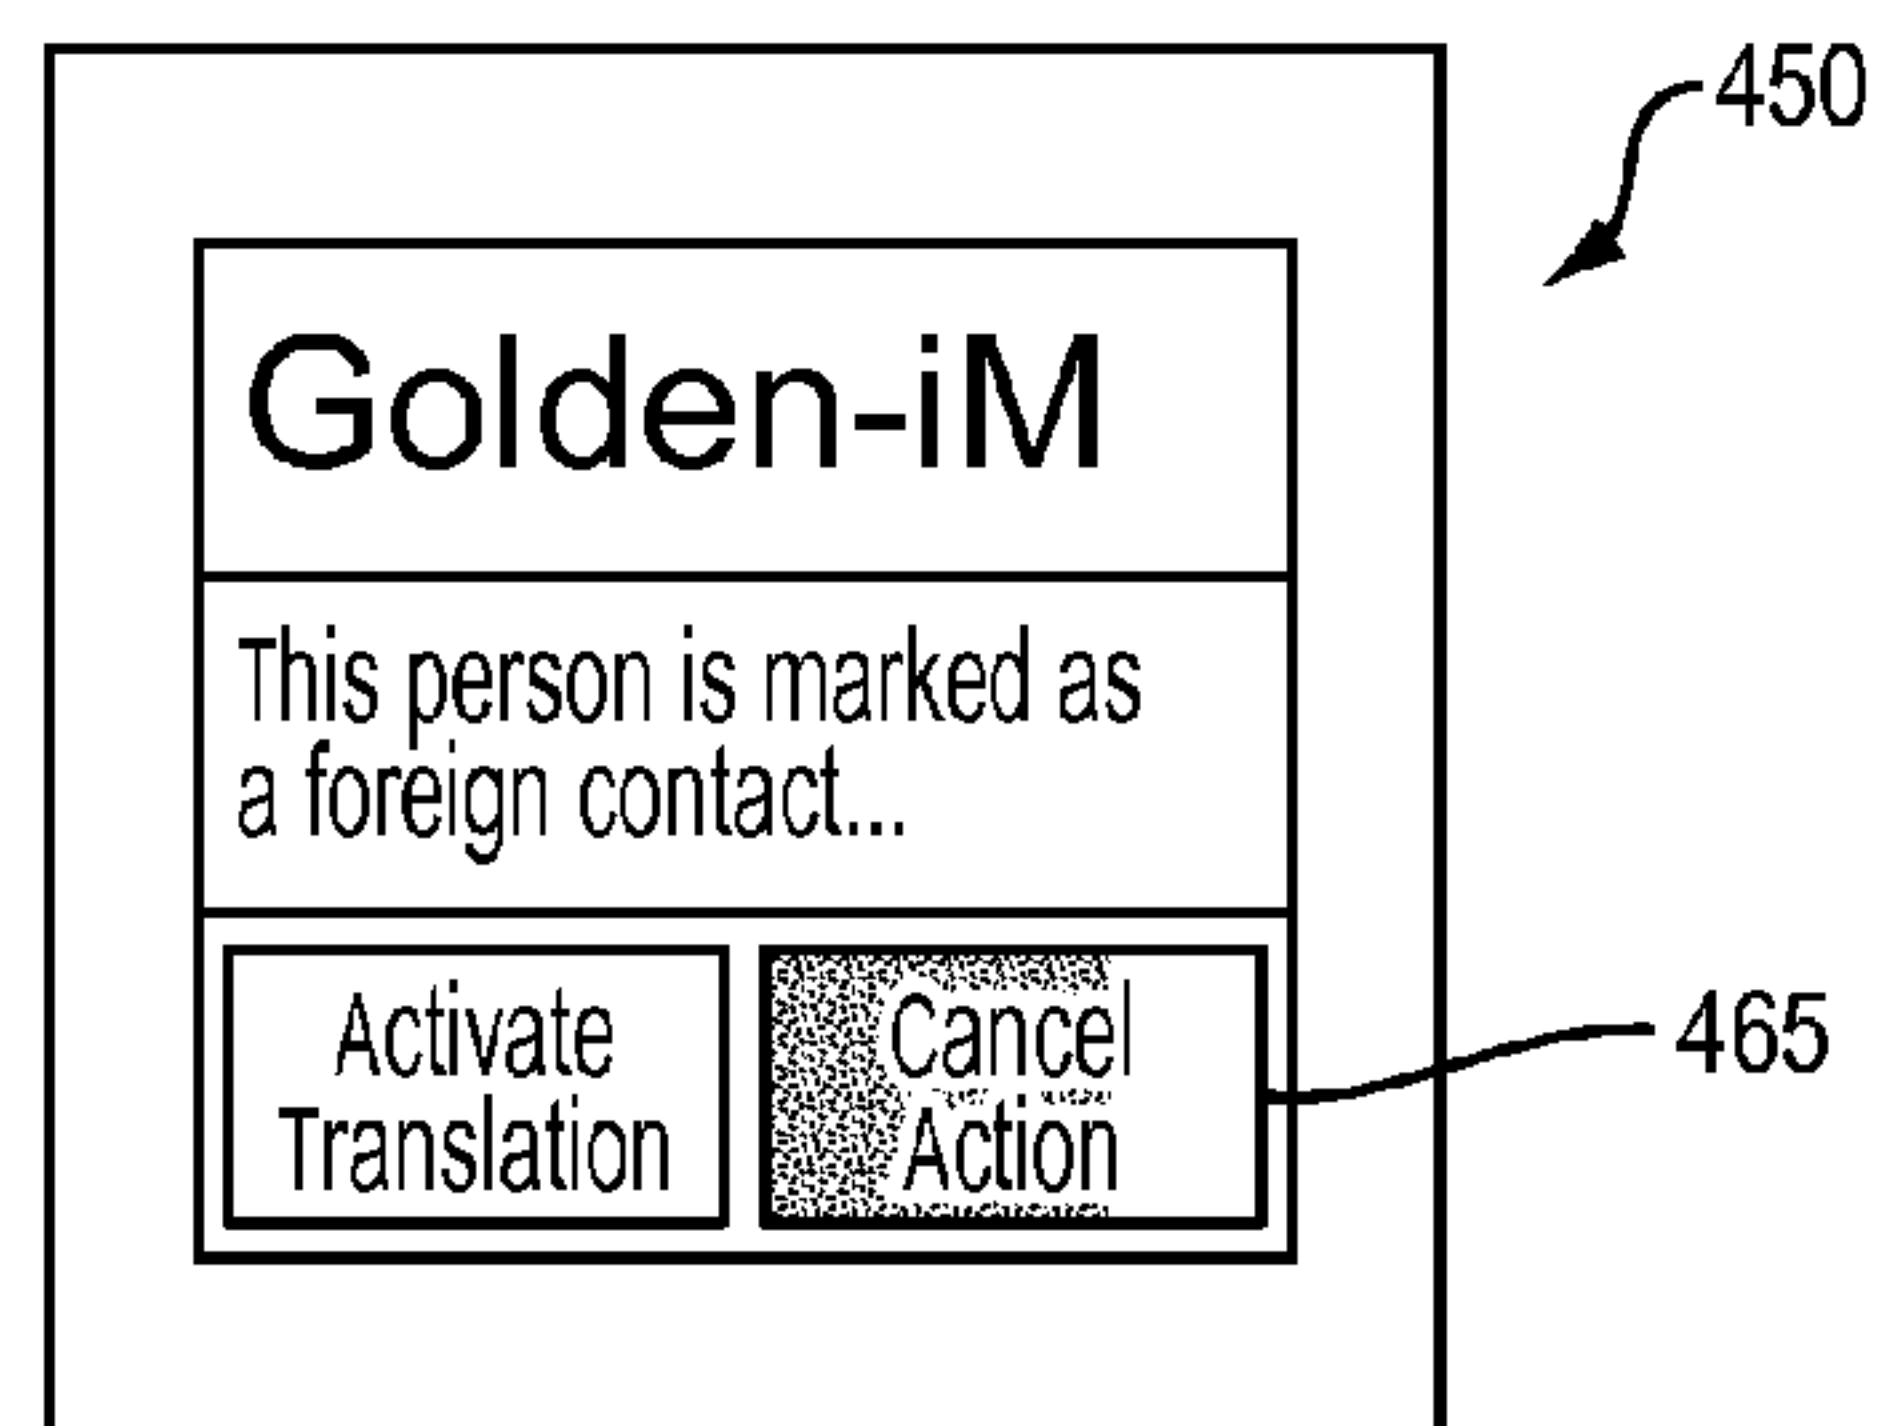 450
Golden-iM
This person is marked as
a foreign contact...
Activate
Translation
Cancel
Action
465